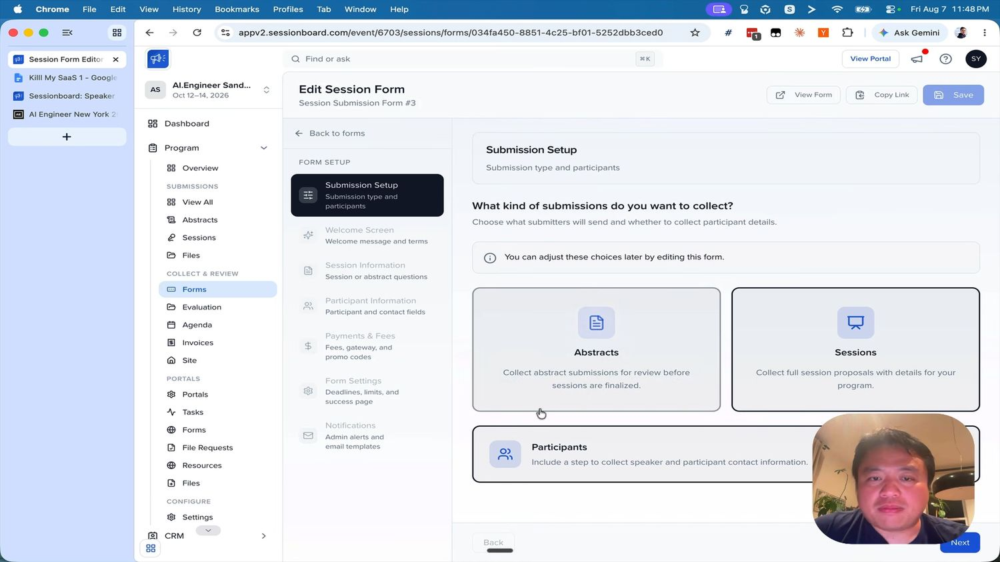 Chrome File Edit View History Bookmarks Profiles Tab Window Help
Fri Aug 7 11:48 PM
Session Form Editor
Killl My SaaS 1 - Google
Sessionboard: Speaker
AI Engineer New York 2
appv2.sessionboard.com/event/6703/sessions/forms/034fa450-8851-4c25-bf01-5252dbb3ced0
1
Ask Gemini
Find or ask
⌘K
View Portal
SY
AS
AI.Engineer Sand...
Oct 12–14, 2026
Dashboard
Program
Overview
SUBMISSIONS
View All
Abstracts
Sessions
Files
COLLECT & REVIEW
Forms
Evaluation
Agenda
Invoices
Site
PORTALS
Portals
Tasks
Forms
File Requests
Resources
Files
CONFIGURE
Settings
CRM
Edit Session Form
Session Submission Form #3
View Form
Copy Link
Save
Back to forms
FORM SETUP
Submission Setup
Submission type and
participants
Welcome Screen
Welcome message and terms
Session Information
Session or abstract questions
Participant Information
Participant and contact fields
Payments & Fees
Fees, gateway, and
promo codes
Form Settings
Deadlines, limits, and
success page
Notifications
Admin alerts and
email templates
Submission Setup
Submission type and participants
What kind of submissions do you want to collect?
Choose what submitters will send and whether to collect participant details.
You can adjust these choices later by editing this form.
Abstracts
Collect abstract submissions for review before
sessions are finalized.
Sessions
Collect full session proposals with details for your
program.
Participants
Include a step to collect speaker and participant contact information.
Back
Next